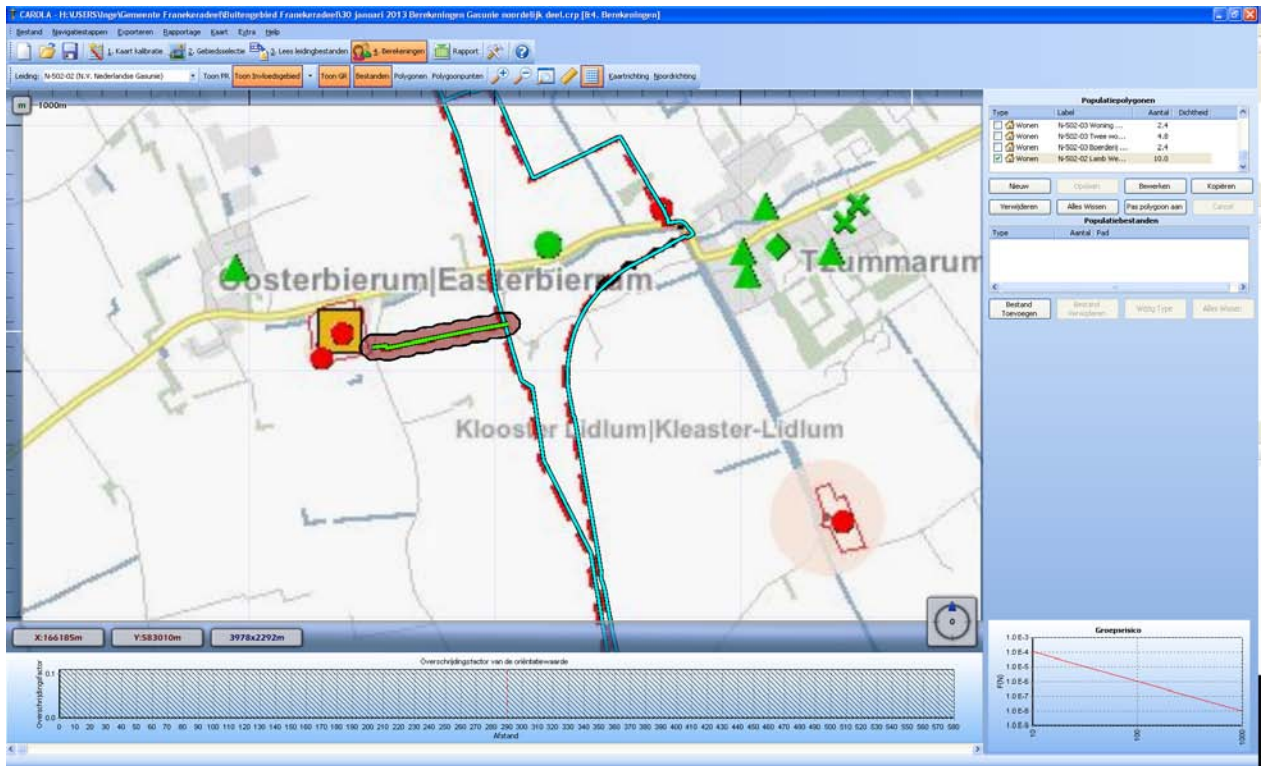 CAROLA - H:\USERS\Inge\Gemeente Franekeradeel\Buitengebied Franekeradeel\30 januari 2013 Berekeningen Gasunie noordelijk deel.crp [&4. Berekeningen]
Bestand Navigatiestappen Exporteren Rapportage Kaart Extra Help
1. Kaart kalibratie 2. Gebiedsselectie 3. Lees leidingbestanden 4. Berekeningen Rapport
Leiding: N-502-02 (N.V. Nederlandse Gasunie) Toon PR Toon Invloedsgebied Toon GR Bestanden Polygonen Polygoonpunten Kaartrichting Noordrichting
m 1000m
Oosterbierum|Easterbierrum
Tzummarum
Klooster Lidlum|Kleaster-Lidlum
X:166185m Y:583010m 3978x2292m
0
Populatiepolygonen
Type Label Aantal Dichtheid
Wonen N-502-03 Woning ... 2.4
Wonen N-502-03 Twee wo... 4.8
Wonen N-502-03 Boerderij ... 2.4
Wonen N-502-02 Lamb We... 10.0
Nieuw Opslaan Bewerken Kopiëren
Verwijderen Alles Wissen Pas polygoon aan Cancel
Populatiebestanden
Type Aantal Pad
Bestand Toevoegen Bestand Verwijderen Wijzig Type Alles Wissen
Overschrijdingsfactor van de oriëntatiewaarde
Overschrijdingsfactor
0.1
0.0
0 10 20 30 40 50 60 70 80 90 100 110 120 130 140 150 160 170 180 190 200 210 220 230 240 250 260 270 280 290 300 310 320 330 340 350 360 370 380 390 400 410 420 430 440 450 460 470 480 490 500 510 520 530 540 550 560 570 580
Afstand
Groepsrisico
F(N)
1.0E-3
1.0E-4
1.0E-5
1.0E-6
1.0E-7
1.0E-8
1.0E-9
10 100 1000